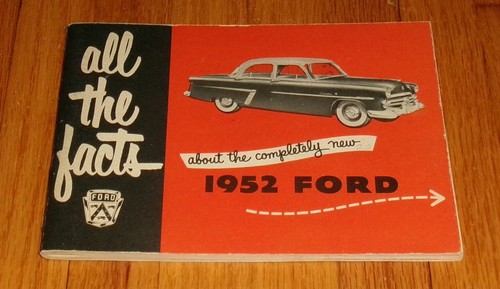 all
the
facts
FORD
about the completely new
1952 FORD